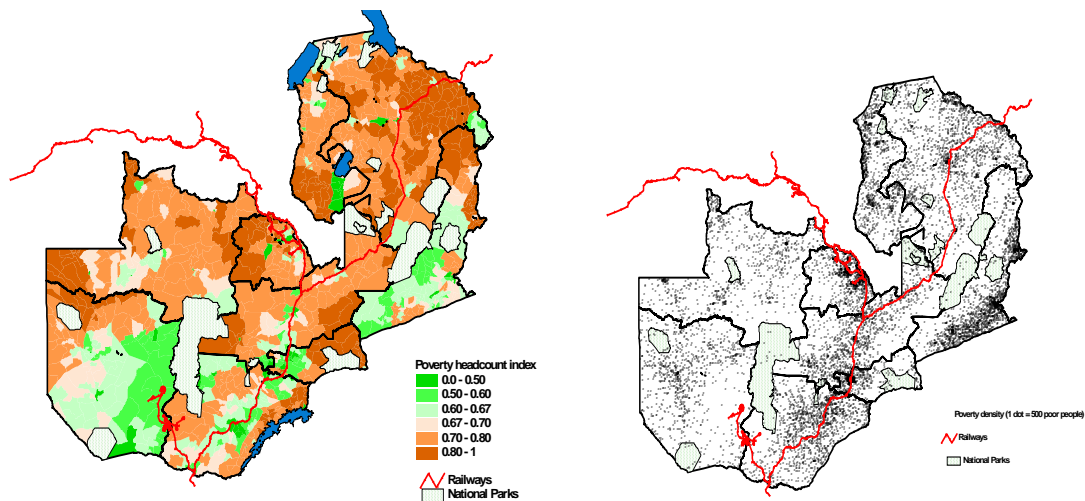 Poverty headcount index
0.0 - 0.50
0.50 - 0.60
0.60 - 0.67
0.67 - 0.70
0.70 - 0.80
0.80 - 1
Railways
National Parks
Poverty density (1 dot = 500 poor people)
Railways
National Parks